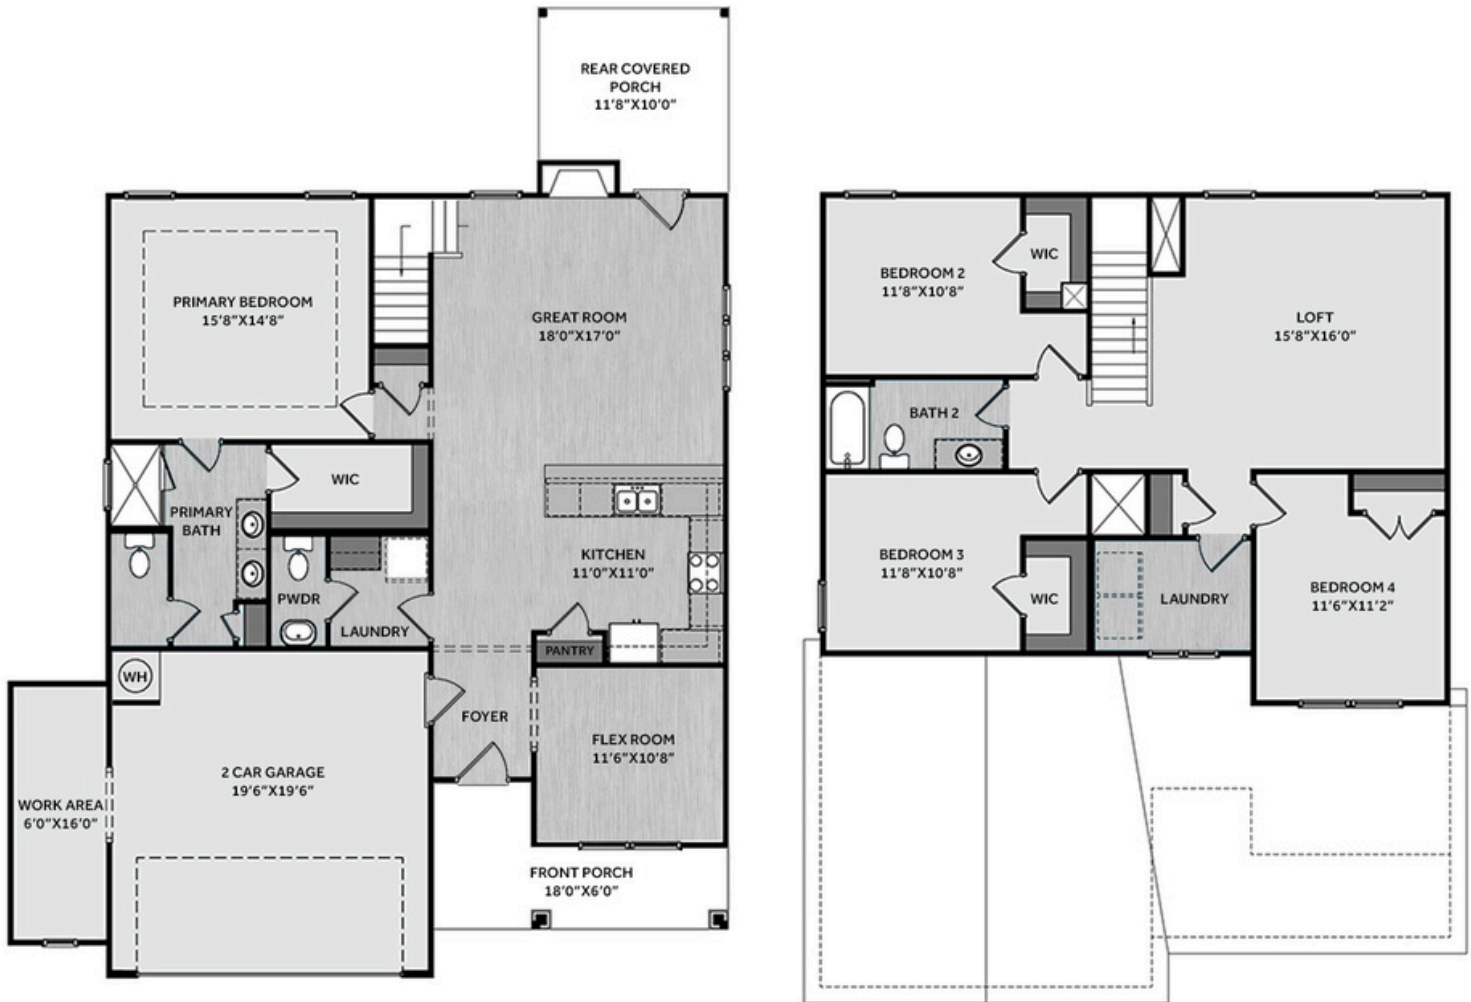 REAR COVERED
PORCH
11'8"X10'0"
PRIMARY BEDROOM
15'8"X14'8"
GREAT ROOM
18'0"X17'0"
WIC
PRIMARY
BATH
KITCHEN
11'0"X11'0"
PWDR
LAUNDRY
PANTRY
WH
FOYER
FLEX ROOM
11'6"X10'8"
2 CAR GARAGE
19'6"X19'6"
WORK AREA
6'0"X16'0"
FRONT PORCH
18'0"X6'0"
BEDROOM 2
11'8"X10'8"
WIC
LOFT
15'8"X16'0"
BATH 2
BEDROOM 3
11'8"X10'8"
WIC
LAUNDRY
BEDROOM 4
11'6"X11'2"